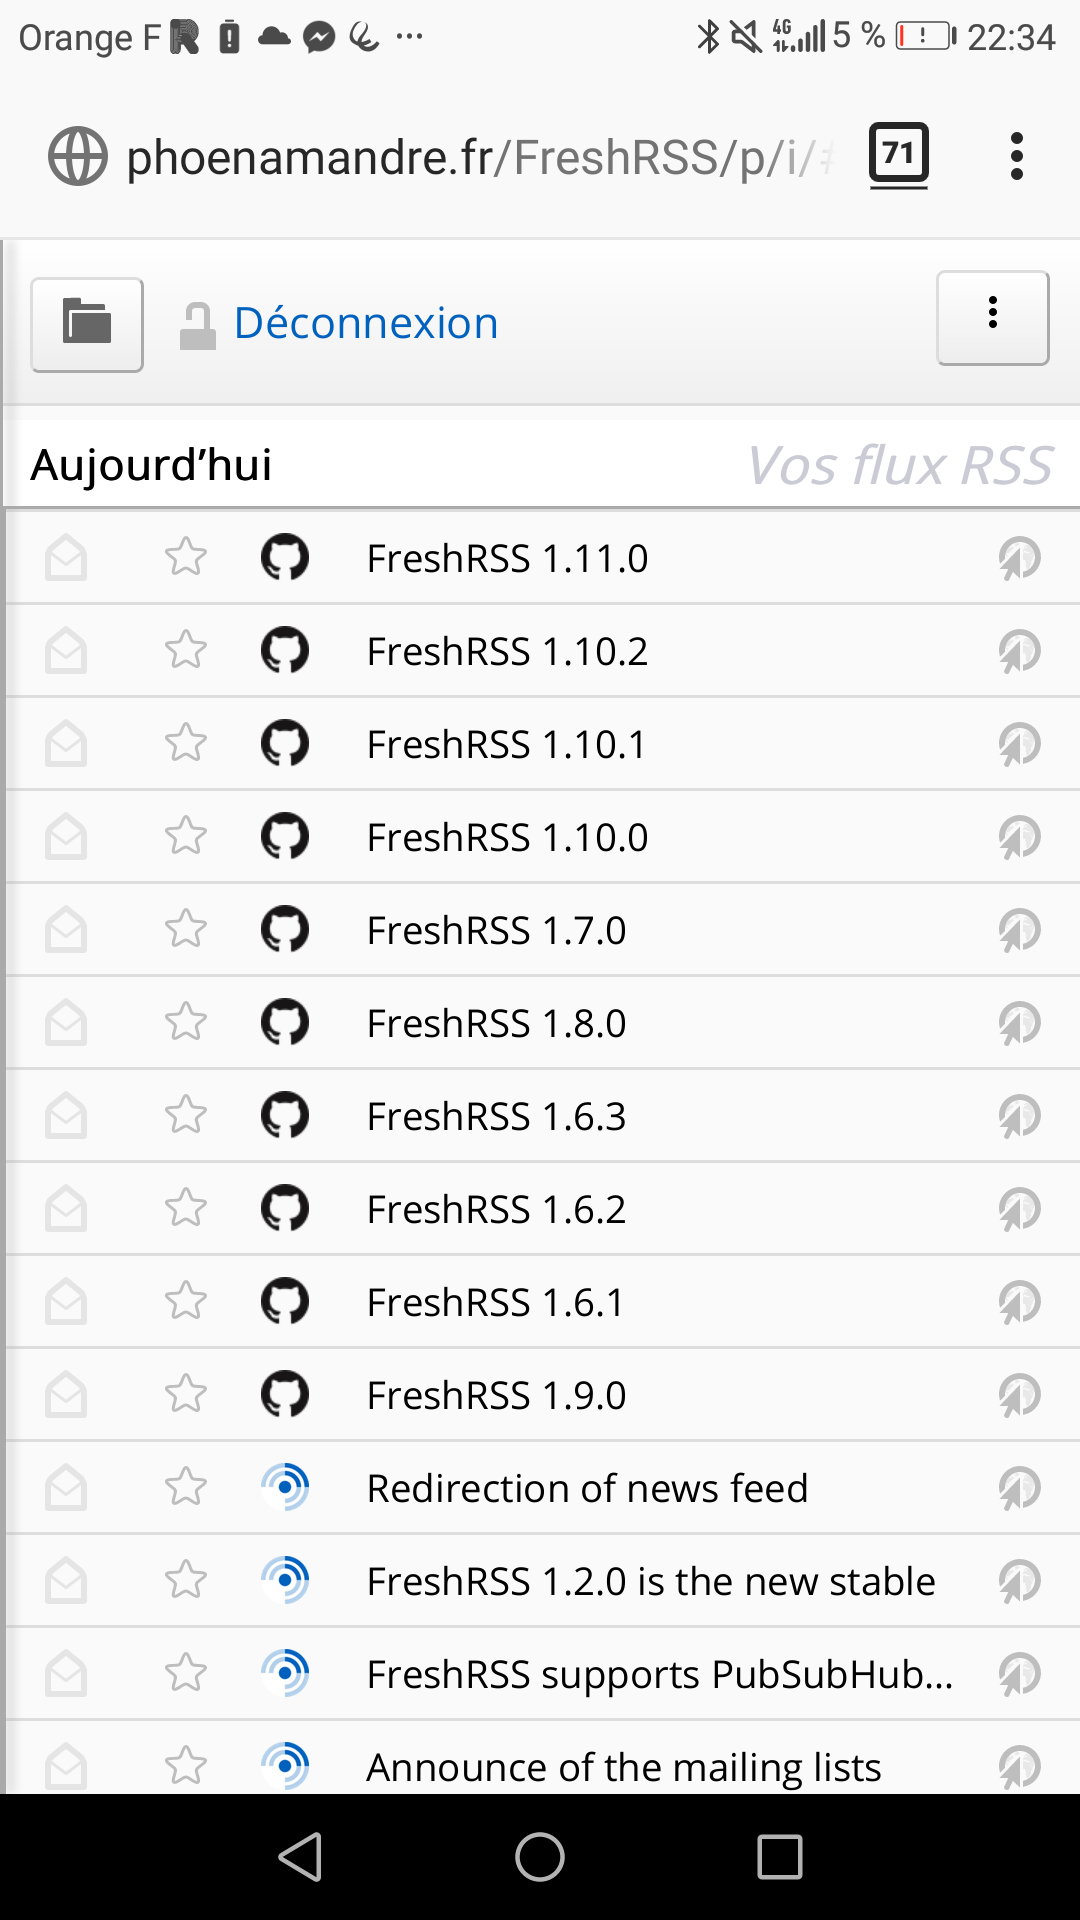 Orange F 4G 5 % 22:34
phoenamandre.fr/FreshRSS/p/i/# 71
Déconnexion
Aujourd’hui Vos flux RSS
FreshRSS 1.11.0
FreshRSS 1.10.2
FreshRSS 1.10.1
FreshRSS 1.10.0
FreshRSS 1.7.0
FreshRSS 1.8.0
FreshRSS 1.6.3
FreshRSS 1.6.2
FreshRSS 1.6.1
FreshRSS 1.9.0
Redirection of news feed
FreshRSS 1.2.0 is the new stable
FreshRSS supports PubSubHub...
Announce of the mailing lists